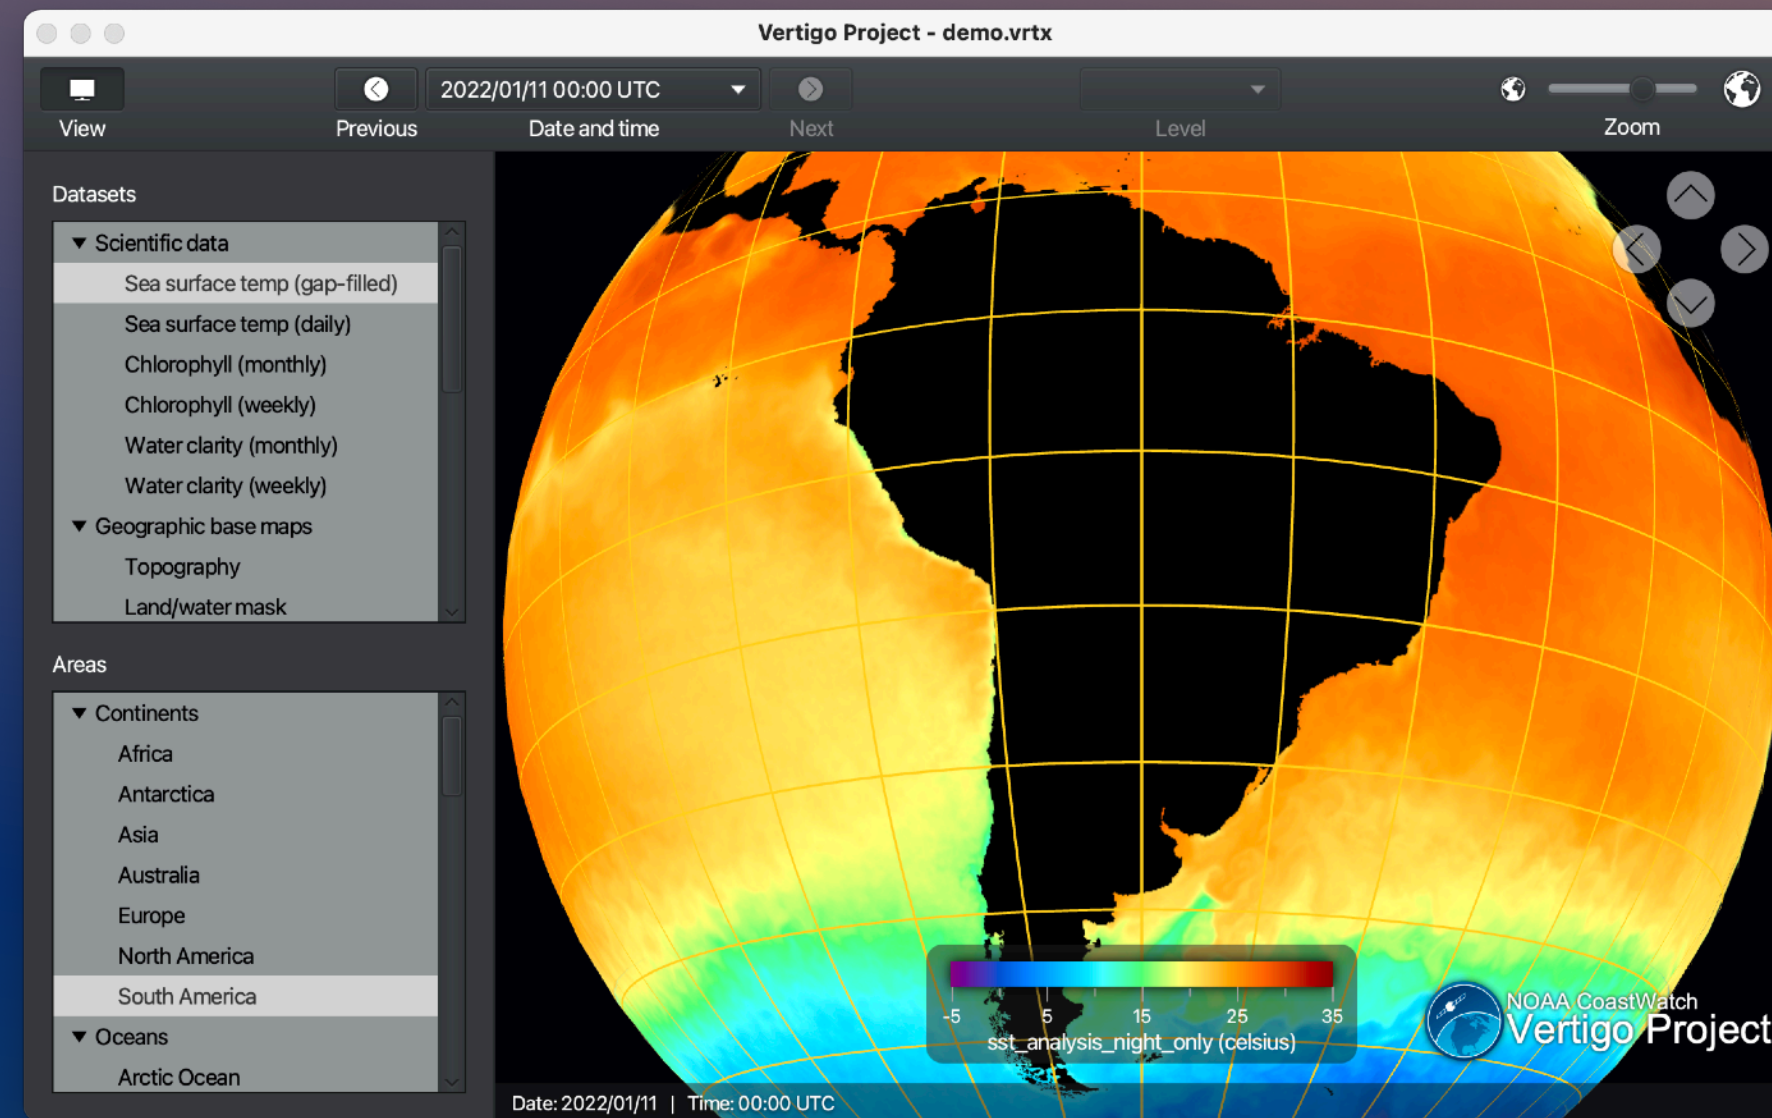 Vertigo Project - demo.vrtx
2022/01/11 00:00 UTC
View
Previous
Date and time
Next
Level
Zoom
Datasets
Scientific data
Sea surface temp (gap-filled)
Sea surface temp (daily)
Chlorophyll (monthly)
Chlorophyll (weekly)
Water clarity (monthly)
Water clarity (weekly)
Geographic base maps
Topography
Land/water mask
Areas
Continents
Africa
Antarctica
Asia
Australia
Europe
North America
South America
Oceans
Arctic Ocean
-5 5 15 25 35
sst_analysis_night_only (celsius)
NOAA CoastWatch
Vertigo Project
Date: 2022/01/11 | Time: 00:00 UTC